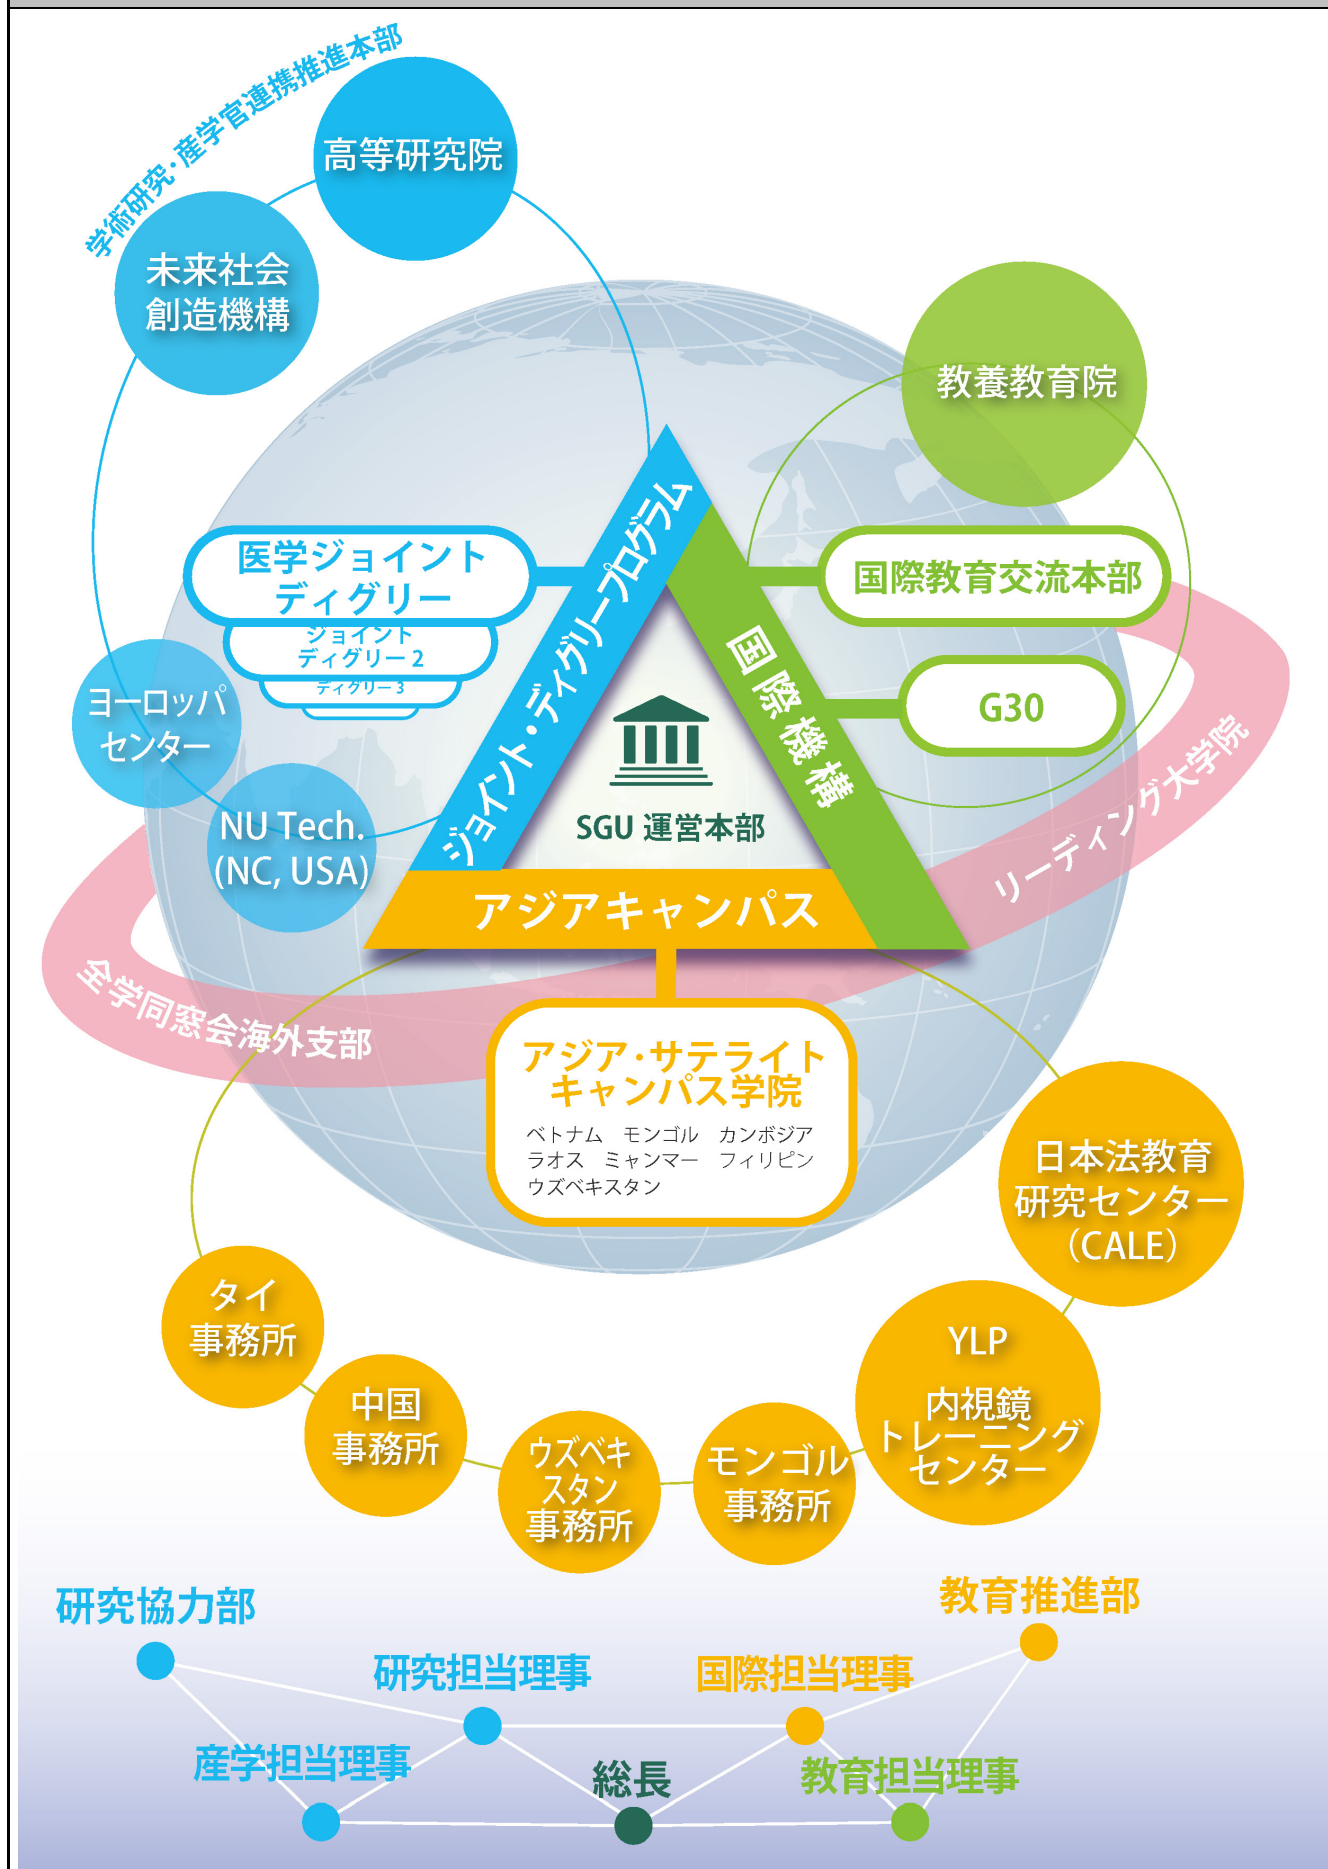 学術研究・産学官連携推進本部
高等研究院
未来社会
創造機構
教養教育院
医学ジョイント
ディグリー
ジョイント
ディグリー 2
ディグリー 3
ジョイント・ディグリープログラム
国際機構
国際教育交流本部
G30
ヨーロッパ
センター
NU Tech.
(NC, USA)
SGU 運営本部
アジアキャンパス
リーディング大学院
全学同窓会海外支部
アジア・サテライト
キャンパス学院
ベトナム モンゴル カンボジア
ラオス ミャンマー フィリピン
ウズベキスタン
日本法教育
研究センター
（CALE）
タイ
事務所
中国
事務所
ウズベキ
スタン
事務所
モンゴル
事務所
YLP
内視鏡
トレーニング
センター
研究協力部
教育推進部
研究担当理事
国際担当理事
産学担当理事
総長
教育担当理事